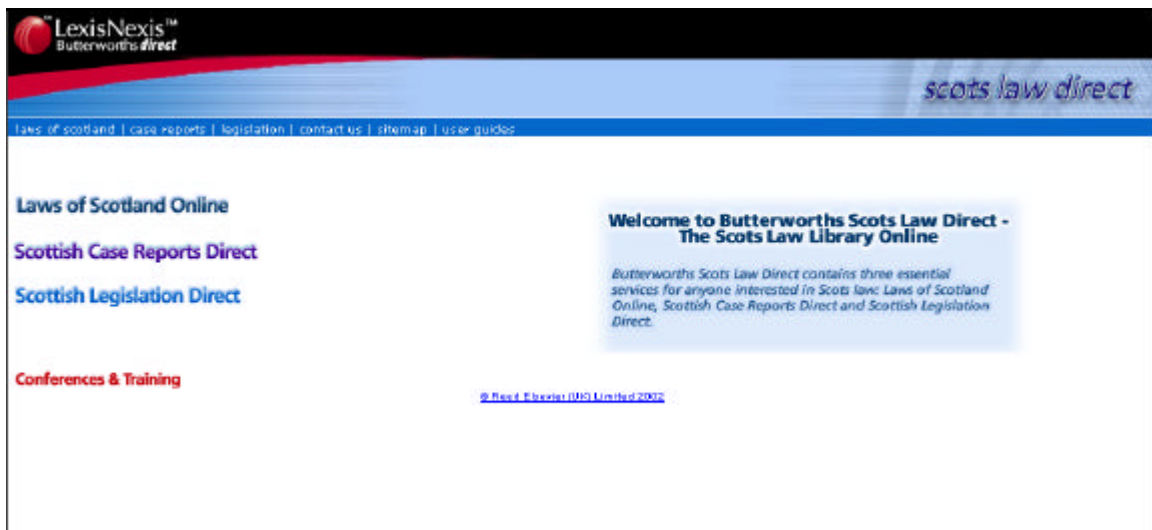 LexisNexis™
Butterworths direct
scots law direct
laws of scotland | case reports | legislation | contact us | sitemap | user guides
Laws of Scotland Online
Scottish Case Reports Direct
Scottish Legislation Direct
Conferences & Training
Welcome to Butterworths Scots Law Direct -
The Scots Law Library Online
Butterworths Scots Law Direct contains three essential
services for anyone interested in Scots law: Laws of Scotland
Online, Scottish Case Reports Direct and Scottish Legislation
Direct.
© Reed Elsevier (UK) Limited 2002